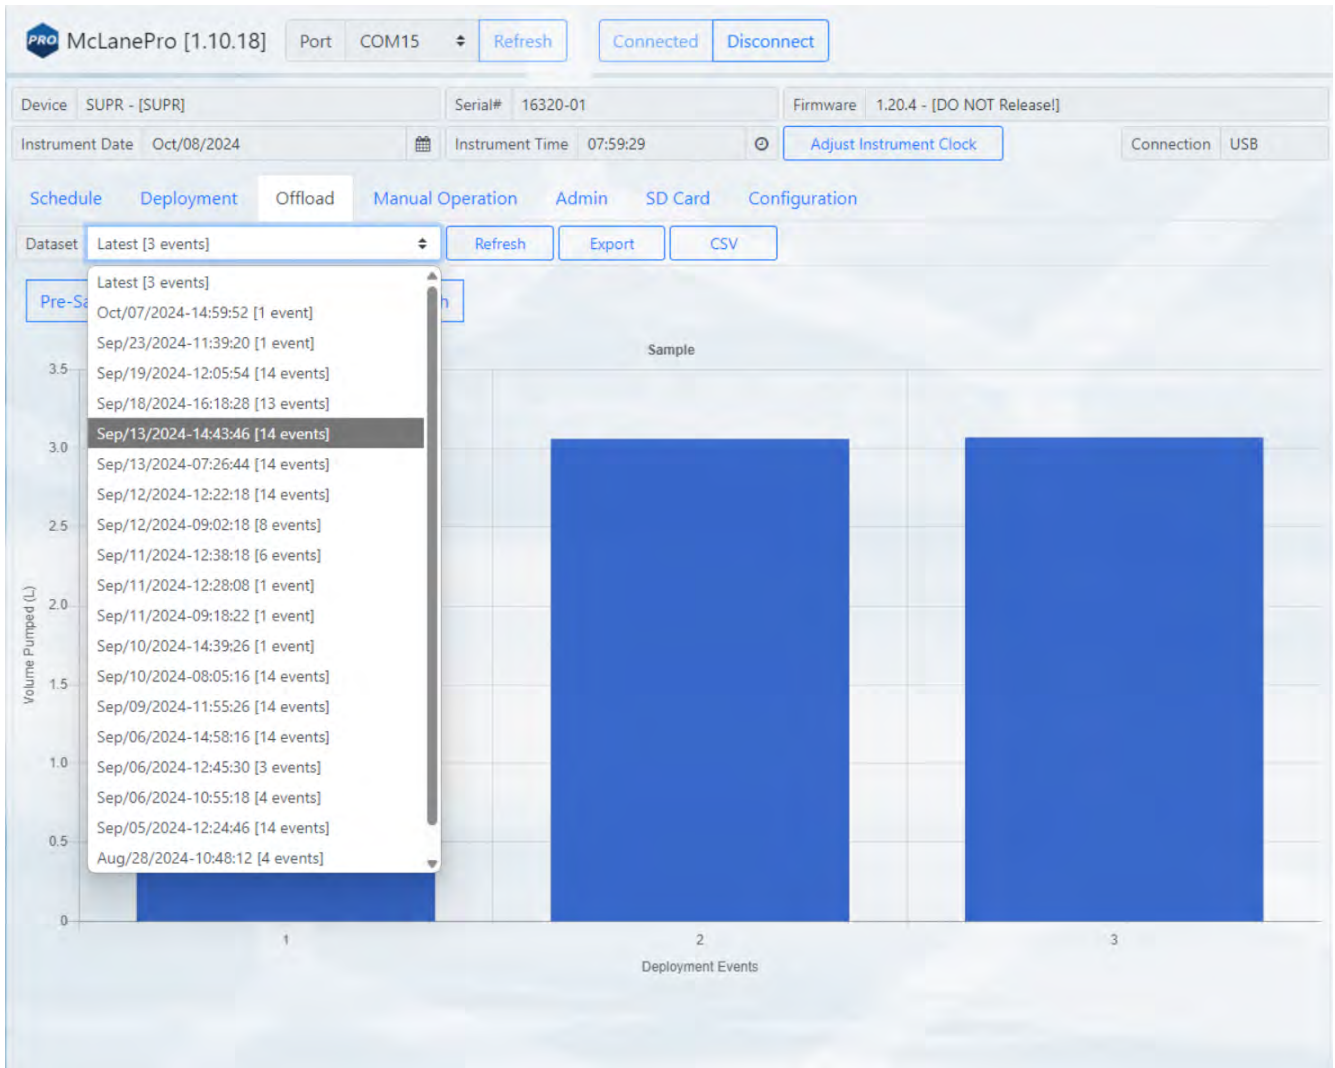 PRO McLanePro [1.10.18] Port COM15 Refresh Connected Disconnect
Device SUPR - [SUPR] Serial# 16320-01 Firmware 1.20.4 - [DO NOT Release!]
Instrument Date Oct/08/2024 Instrument Time 07:59:29 Adjust Instrument Clock Connection USB
Schedule Deployment Offload Manual Operation Admin SD Card Configuration
Dataset Latest [3 events] Refresh Export CSV
Latest [3 events]
Pre-Sa h
Oct/07/2024-14:59:52 [1 event]
Sep/23/2024-11:39:20 [1 event]
Sep/19/2024-12:05:54 [14 events]
Sep/18/2024-16:18:28 [13 events]
Sep/13/2024-14:43:46 [14 events]
Sep/13/2024-07:26:44 [14 events]
Sep/12/2024-12:22:18 [14 events]
Sep/12/2024-09:02:18 [8 events]
Sep/11/2024-12:38:18 [6 events]
Sep/11/2024-12:28:08 [1 event]
Sep/11/2024-09:18:22 [1 event]
Sep/10/2024-14:39:26 [1 event]
Sep/10/2024-08:05:16 [14 events]
Sep/09/2024-11:55:26 [14 events]
Sep/06/2024-14:58:16 [14 events]
Sep/06/2024-12:45:30 [3 events]
Sep/06/2024-10:55:18 [4 events]
Sep/05/2024-12:24:46 [14 events]
Aug/28/2024-10:48:12 [4 events]
Sample
3.5
3.0
2.5
2.0
1.5
1.0
0.5
0
Volume Pumped (L)
1 2 3
Deployment Events